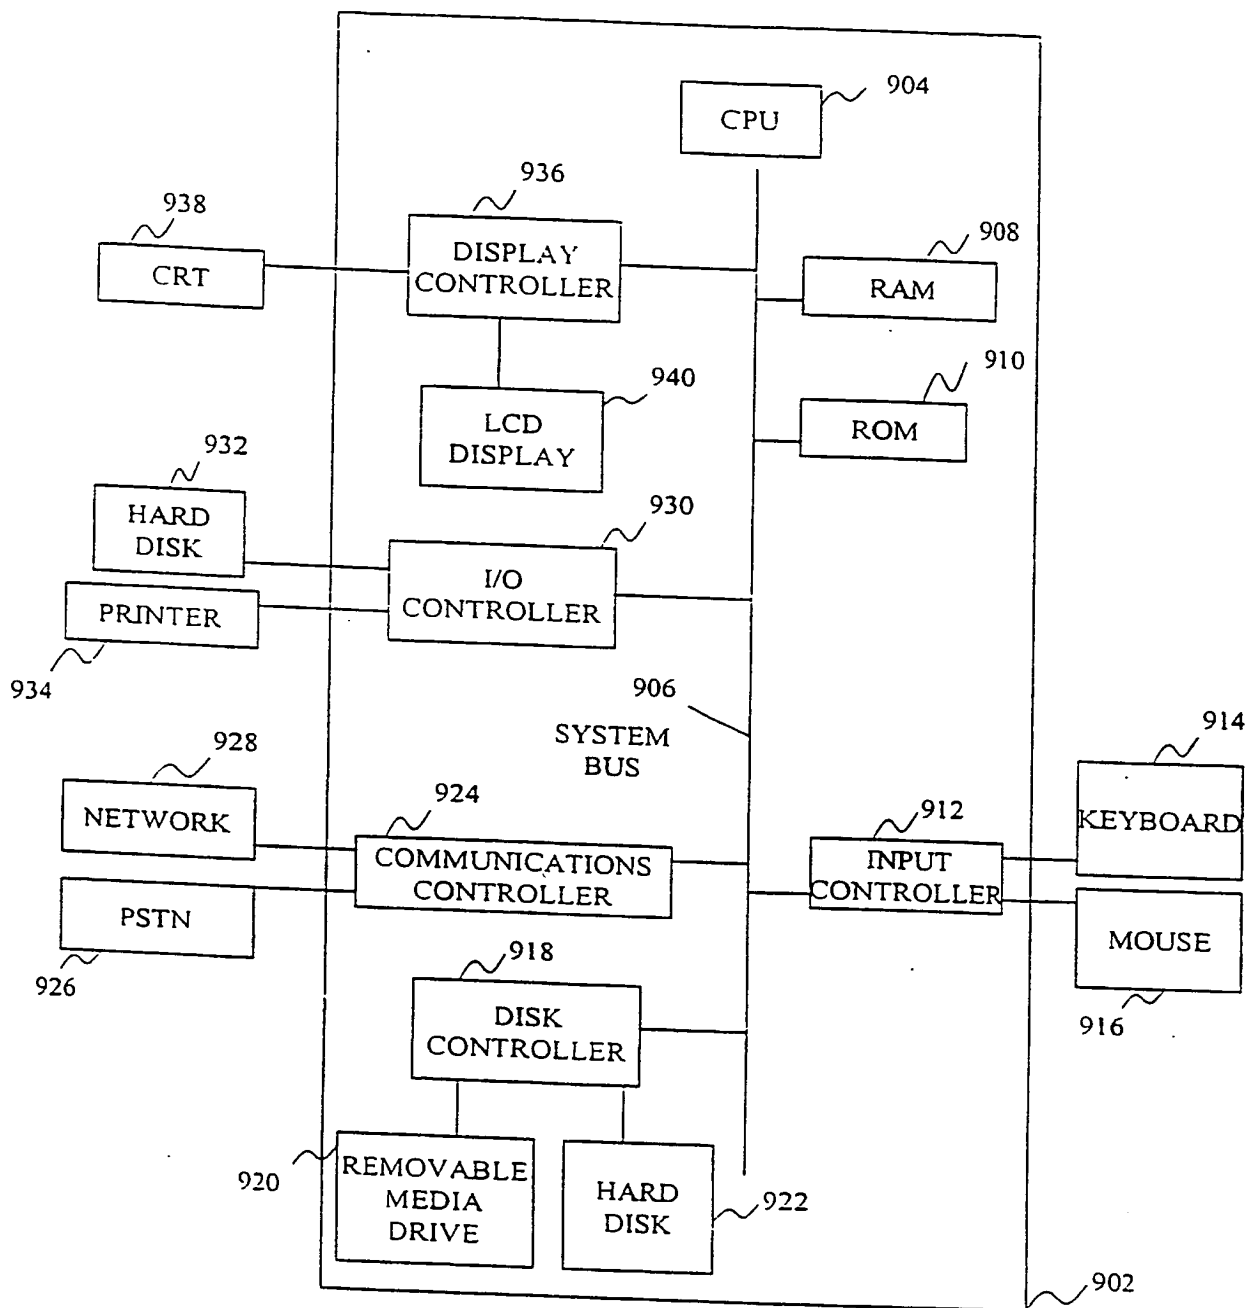 904
CPU
936
938
DISPLAY
CONTROLLER
CRT
908
RAM
910
ROM
940
LCD
DISPLAY
932
HARD
DISK
930
I/O
CONTROLLER
PRINTER
934
906
SYSTEM
BUS
928
NETWORK
924
COMMUNICATIONS
CONTROLLER
PSTN
926
914
KEYBOARD
912
INPUT
CONTROLLER
MOUSE
916
918
DISK
CONTROLLER
920
REMOVABLE
MEDIA
DRIVE
HARD
DISK
922
902